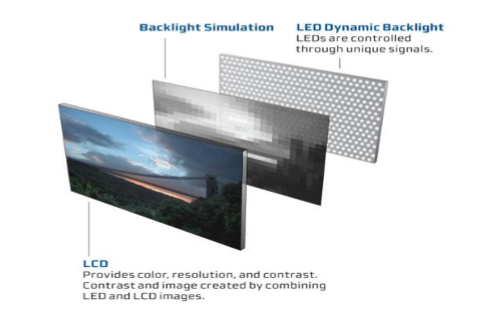 Backlight Simulation
LED Dynamic Backlight
LEDs are controlled
through unique signals.
LCD
Provides color, resolution, and contrast.
Contrast and image created by combining
LED and LCD images.